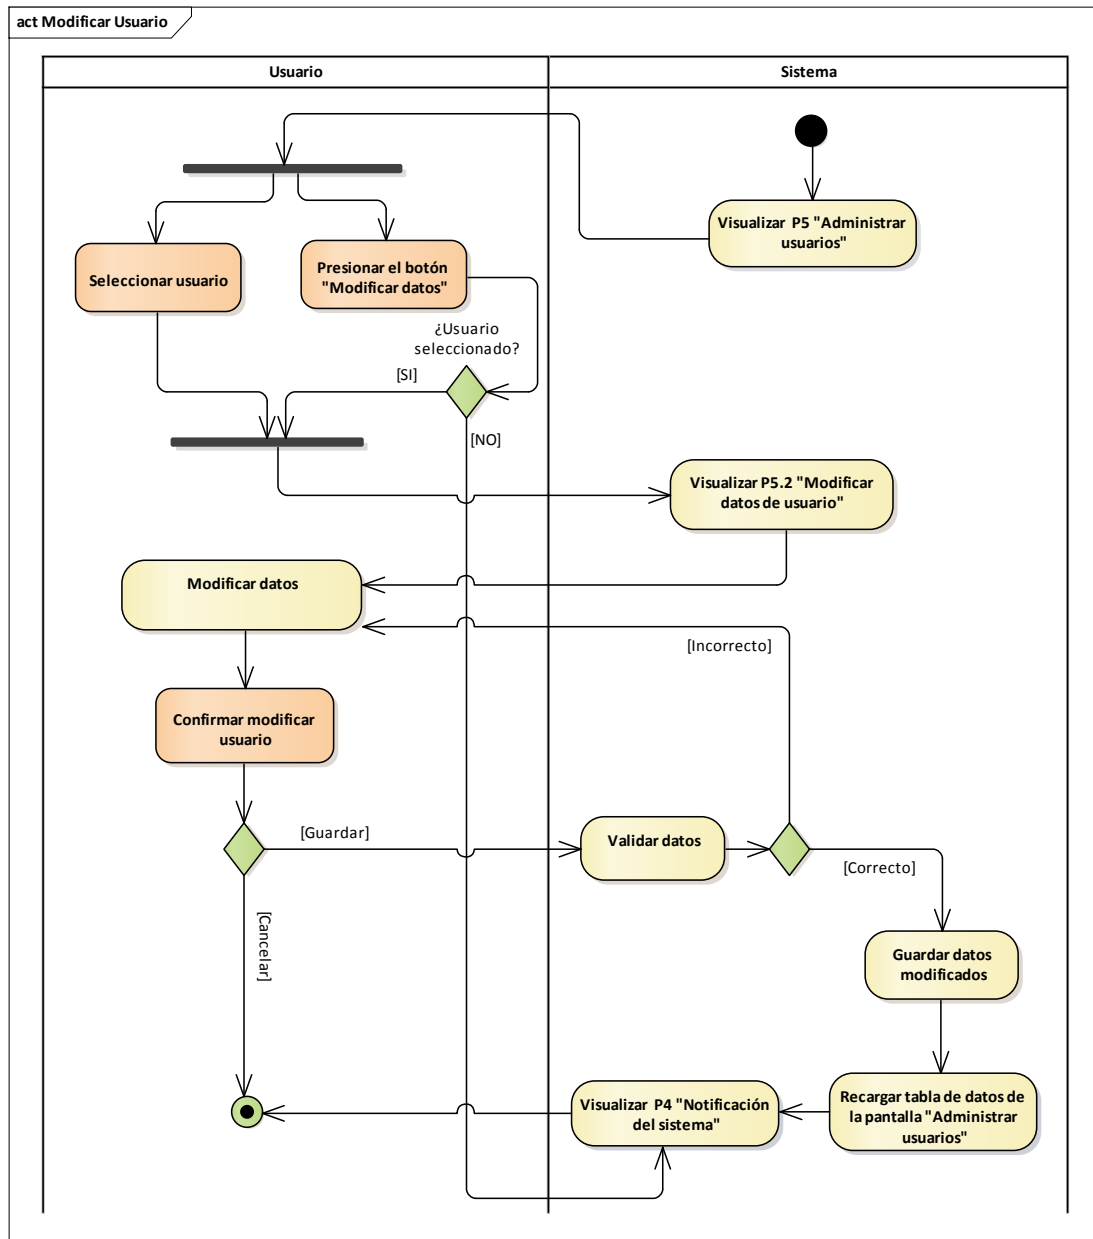 act Modificar Usuario
Usuario
Sistema
Visualizar P5 "Administrar
usuarios"
Seleccionar usuario
Presionar el botón
"Modificar datos"
¿Usuario
seleccionado?
[SI]
[NO]
Visualizar P5.2 "Modificar
datos de usuario"
Modificar datos
[Incorrecto]
Confirmar modificar
usuario
[Guardar]
Validar datos
[Correcto]
[Cancelar]
Guardar datos
modificados
Recargar tabla de datos de
la pantalla "Administrar
usuarios"
Visualizar P4 "Notificación
del sistema"